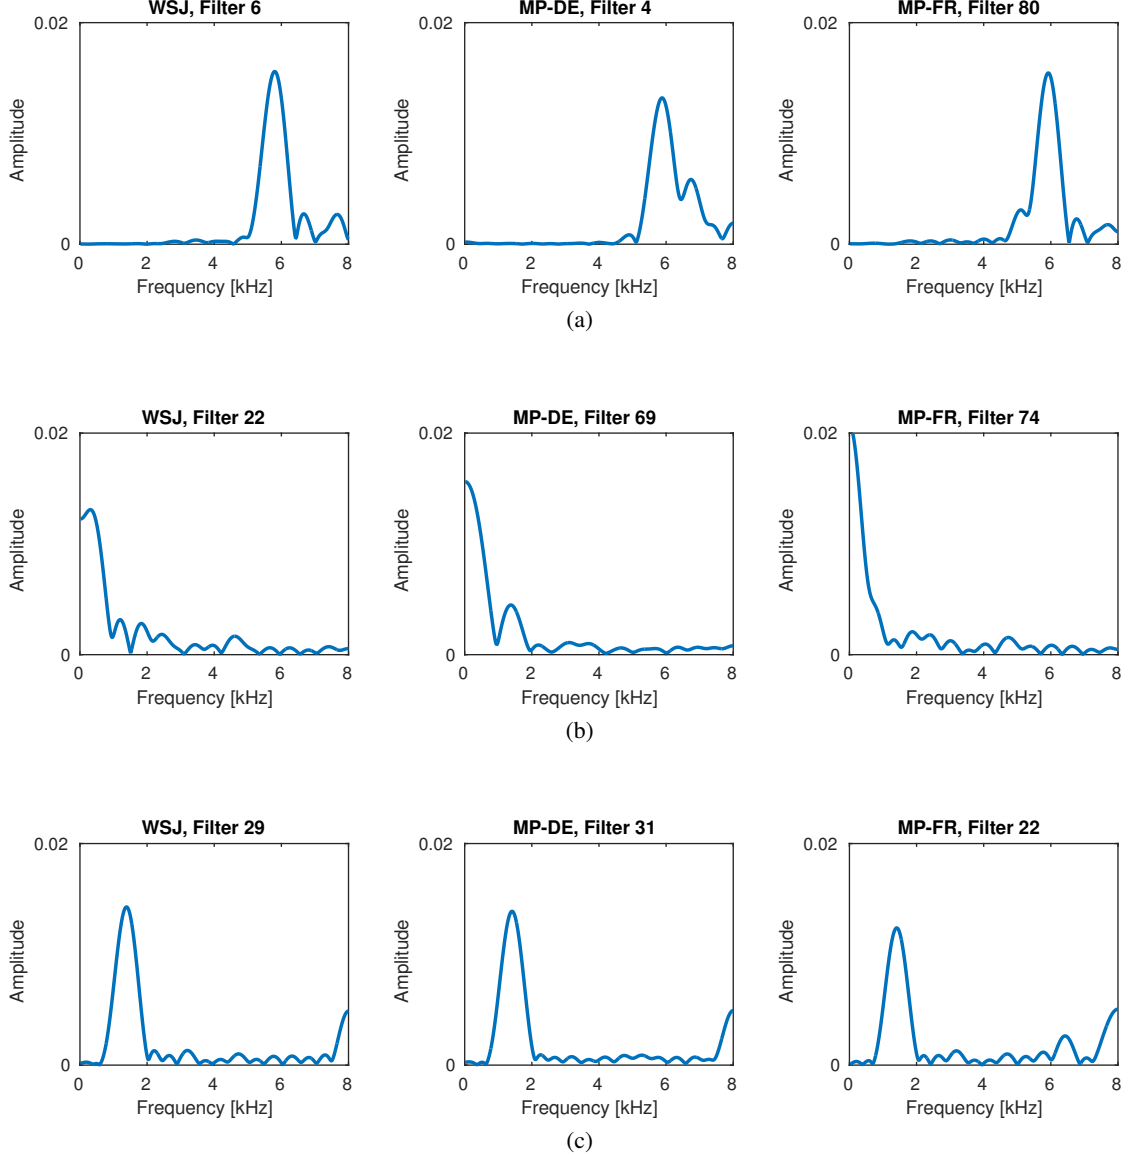 WSJ, Filter 6
MP-DE, Filter 4
MP-FR, Filter 80
0.02
0.02
0.02
Amplitude
Amplitude
Amplitude
0
0
0
0 2 4 6 8
0 2 4 6 8
0 2 4 6 8
Frequency [kHz]
Frequency [kHz]
Frequency [kHz]
(a)
WSJ, Filter 22
MP-DE, Filter 69
MP-FR, Filter 74
0.02
0.02
0.02
Amplitude
Amplitude
Amplitude
0
0
0
0 2 4 6 8
0 2 4 6 8
0 2 4 6 8
Frequency [kHz]
Frequency [kHz]
Frequency [kHz]
(b)
WSJ, Filter 29
MP-DE, Filter 31
MP-FR, Filter 22
0.02
0.02
0.02
Amplitude
Amplitude
Amplitude
0
0
0
0 2 4 6 8
0 2 4 6 8
0 2 4 6 8
Frequency [kHz]
Frequency [kHz]
Frequency [kHz]
(c)